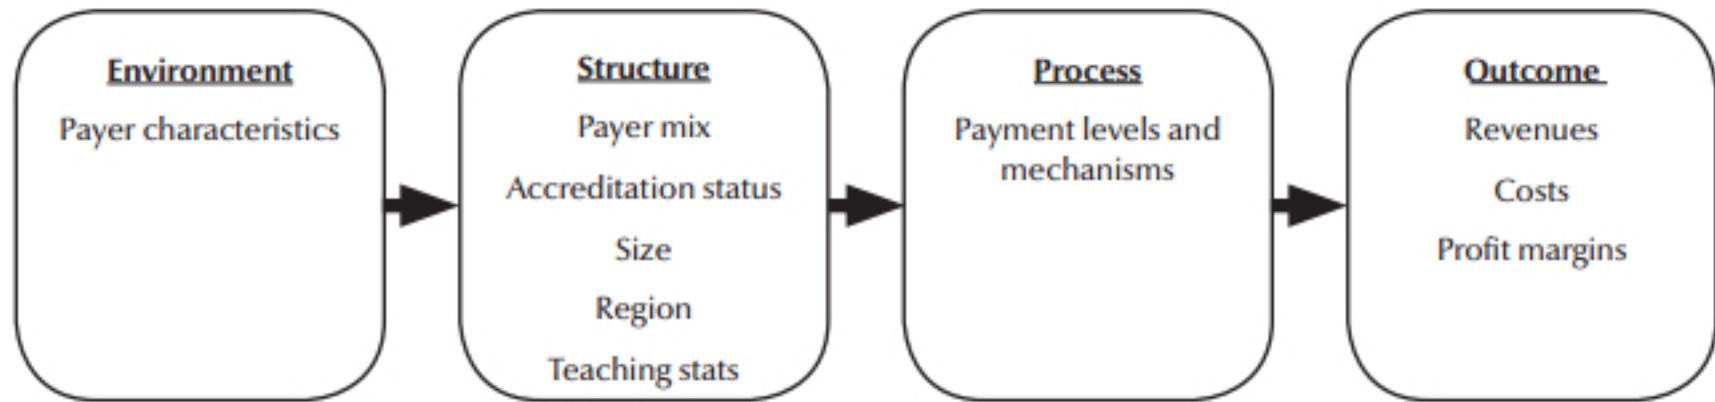 Environment
Payer characteristics
Structure
Payer mix
Accreditation status
Size
Region
Teaching stats
Process
Payment levels and
mechanisms
Outcome
Revenues
Costs
Profit margins